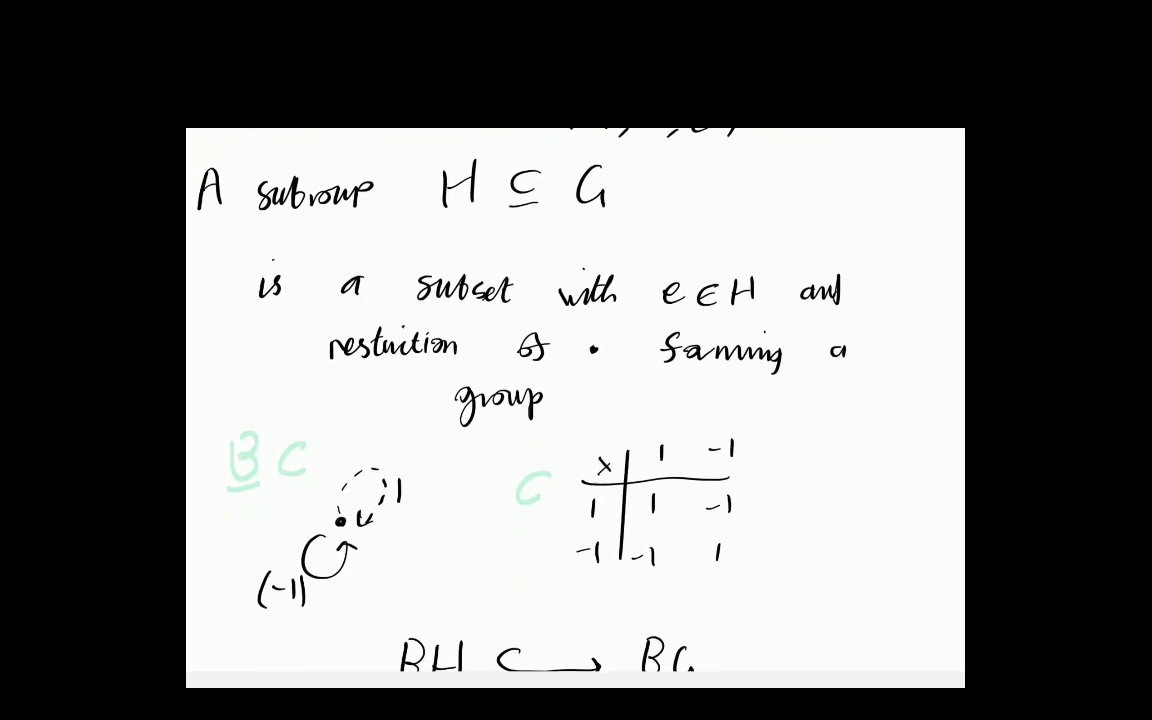 A subroup H ⊆ G
is a subset with e ∈ H and
restriction of · forming a
group
B C
1
(-1)
C
× 1 -1
1 1 -1
-1 -1 1
BH ↪ BG